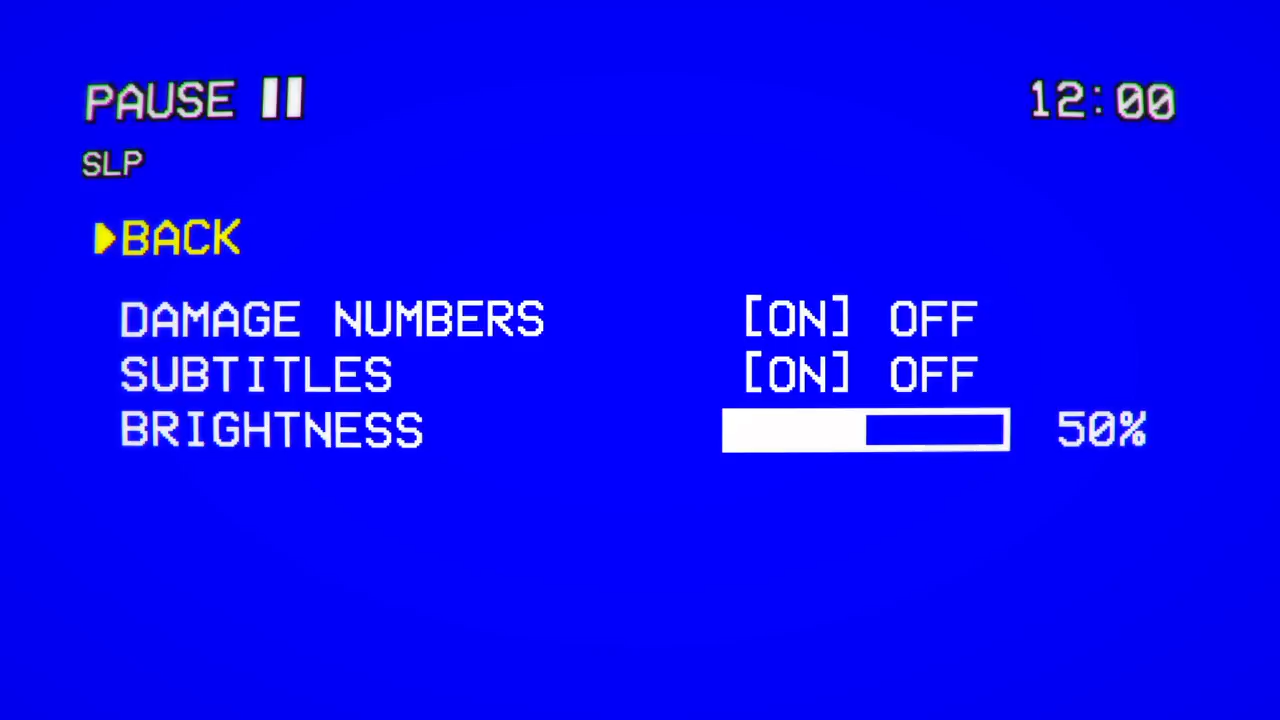 PAUSE
12:00
SLP
BACK
DAMAGE NUMBERS [ON] OFF
SUBTITLES [ON] OFF
BRIGHTNESS 50%